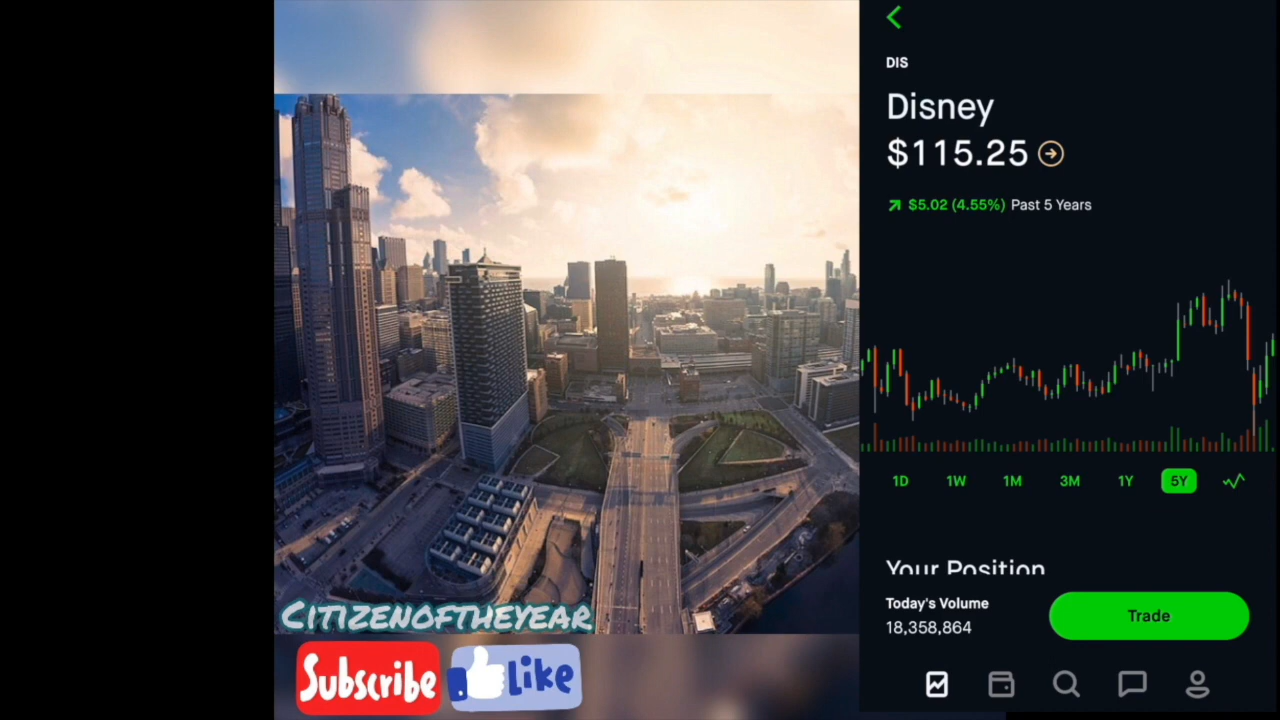 CITIZENOFTHEYEAR
Subscribe
Like
DIS
Disney
$115.25
$5.02 (4.55%) Past 5 Years
1D 1W 1M 3M 1Y 5Y
Your Position
Today's Volume
18,358,864
Trade